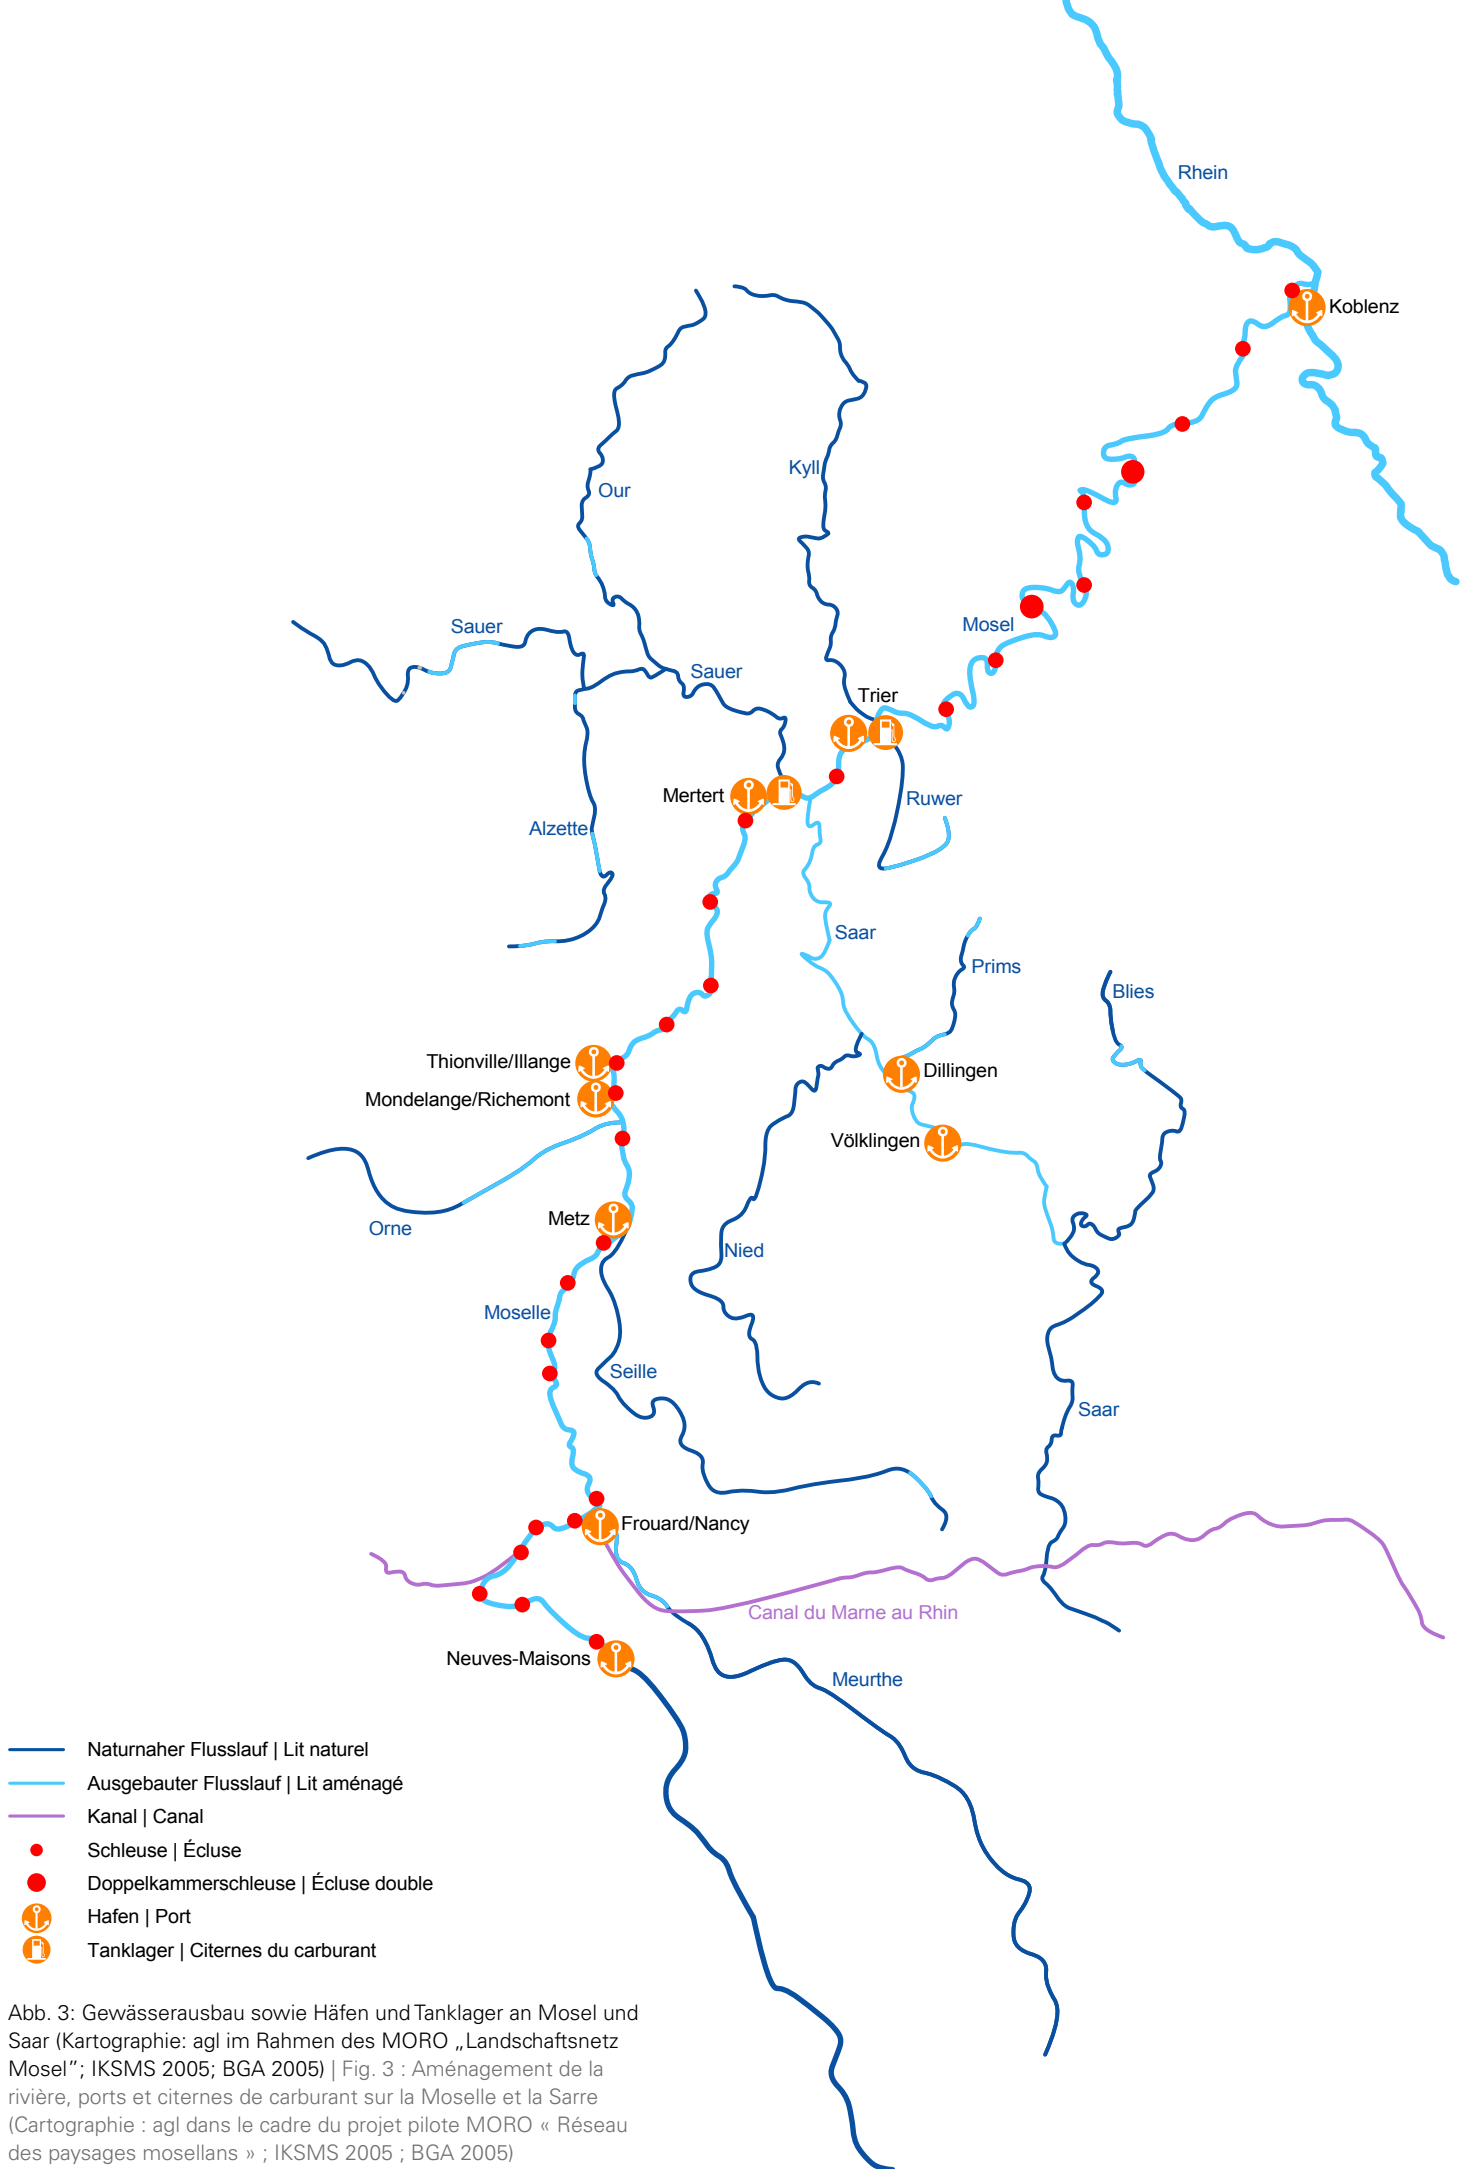 Rhein
Koblenz
Kyll
Our
Sauer
Mosel
Sauer
Trier
Mertert
Ruwer
Alzette
Saar
Prims
Blies
Thionville/Illange
Dillingen
Mondelange/Richemont
Völklingen
Metz
Orne
Nied
Moselle
Seille
Saar
Frouard/Nancy
Canal du Marne au Rhin
Neuves-Maisons
Meurthe
Naturnaher Flusslauf | Lit naturel
Ausgebauter Flusslauf | Lit aménagé
Kanal | Canal
Schleuse | Écluse
Doppelkammerschleuse | Écluse double
Hafen | Port
Tanklager | Citernes du carburant
Abb. 3: Gewässerausbau sowie Häfen und Tanklager an Mosel und
Saar (Kartographie: agl im Rahmen des MORO „Landschaftsnetz
Mosel”; IKSMS 2005; BGA 2005) | Fig. 3 : Aménagement de la
rivière, ports et citernes de carburant sur la Moselle et la Sarre
(Cartographie : agl dans le cadre du projet pilote MORO « Réseau
des paysages mosellans » ; IKSMS 2005 ; BGA 2005)